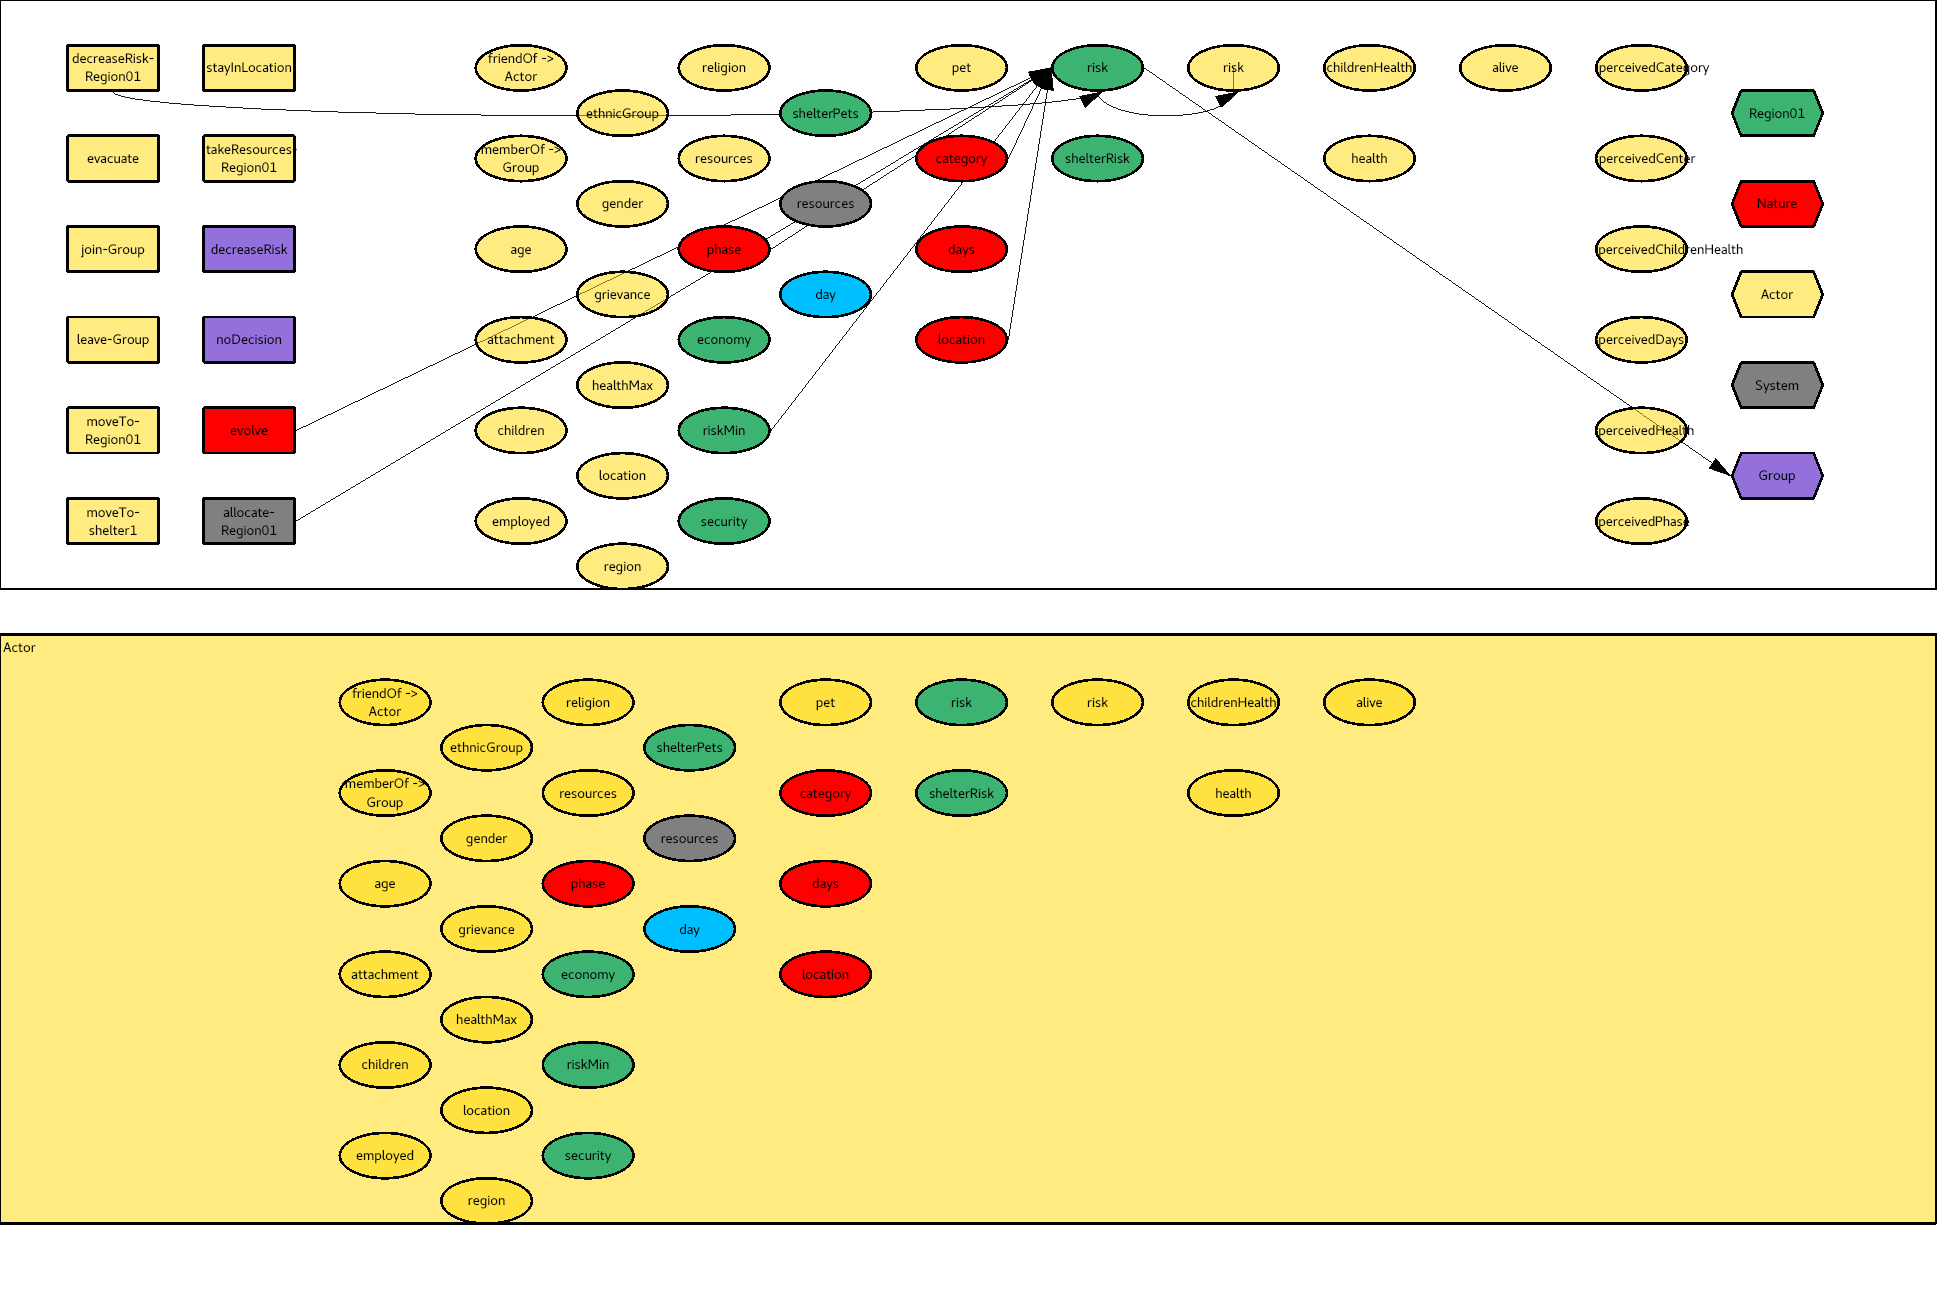 decreaseRisk-
Region01
stayInLocation
friendOf ->
Actor
religion
pet
risk
risk
childrenHealth
alive
perceivedCategory
ethnicGroup
shelterPets
Region01
evacuate
takeResources-
Region01
memberOf ->
Group
resources
category
shelterRisk
health
perceivedCenter
gender
resources
Nature
join-Group
decreaseRisk
age
phase
days
perceivedChildrenHealth
grievance
day
Actor
leave-Group
noDecision
attachment
economy
location
perceivedDays
healthMax
System
moveTo-
Region01
evolve
children
riskMin
perceivedHealth
location
Group
moveTo-
shelter1
allocate-
Region01
employed
security
perceivedPhase
region
Actor
friendOf ->
Actor
religion
pet
risk
risk
childrenHealth
alive
ethnicGroup
shelterPets
memberOf ->
Group
resources
category
shelterRisk
health
gender
resources
age
phase
days
grievance
day
attachment
economy
location
healthMax
children
riskMin
location
employed
security
region